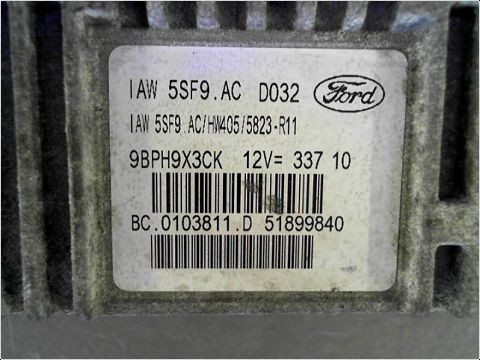 IAW 5SF9.AC D032 Ford
IAW 5SF9.AC/HW405/5823-R11
9BPH9X3CK 12V= 337 10
BC.0103811.D 51899840